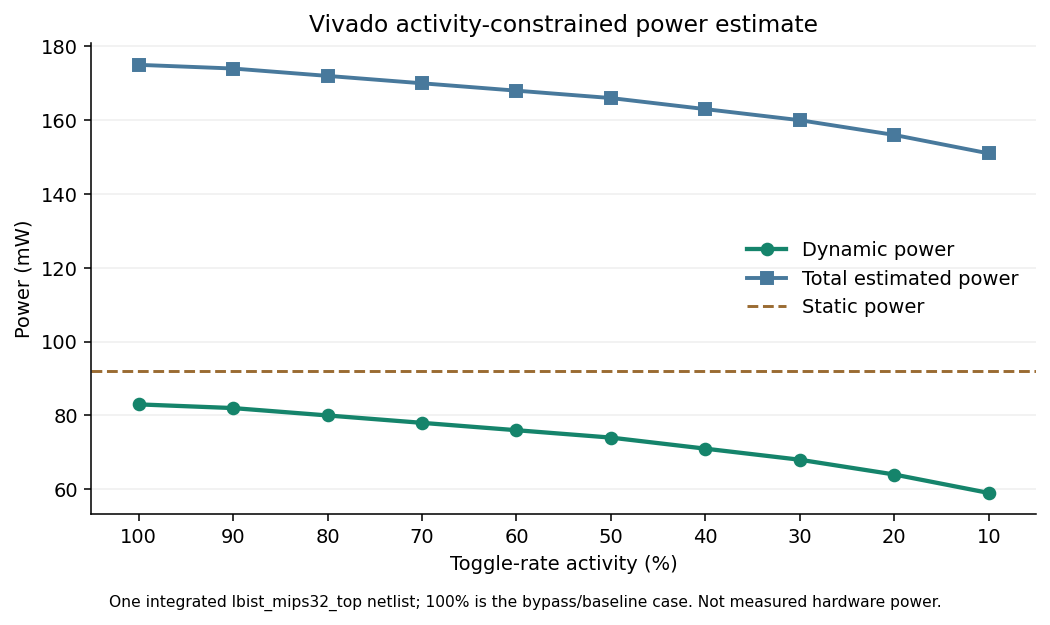 Vivado activity-constrained power estimate
180
160
140
120
100
80
60
Power (mW)
Dynamic power
Total estimated power
Static power
100 90 80 70 60 50 40 30 20 10
Toggle-rate activity (%)
One integrated lbist_mips32_top netlist; 100% is the bypass/baseline case. Not measured hardware power.